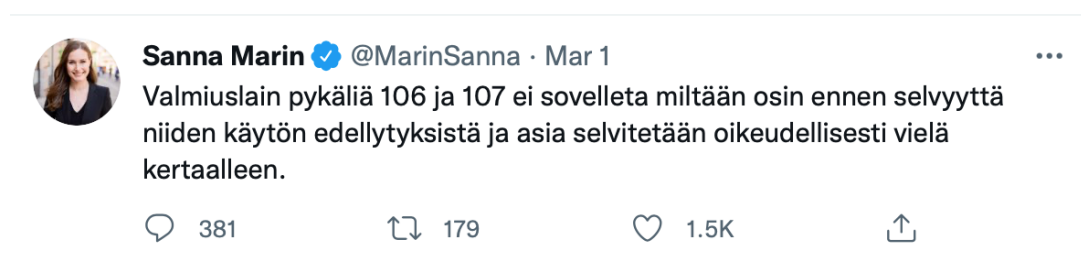 Sanna Marin @MarinSanna · Mar 1
Valmiuslain pykäliä 106 ja 107 ei sovelleta miltään osin ennen selvyyttä
niiden käytön edellytyksistä ja asia selvitetään oikeudellisesti vielä
kertaalleen.
381 179 1.5K